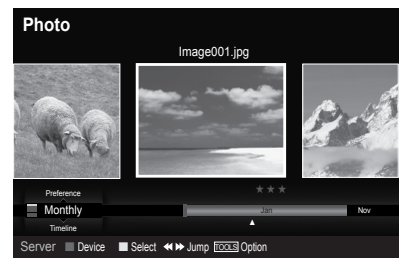 Photo
Image001.jpg
Preference
★★★
Monthly
Jan
Nov
Timeline
Server Device Select Jump TOOLS Option